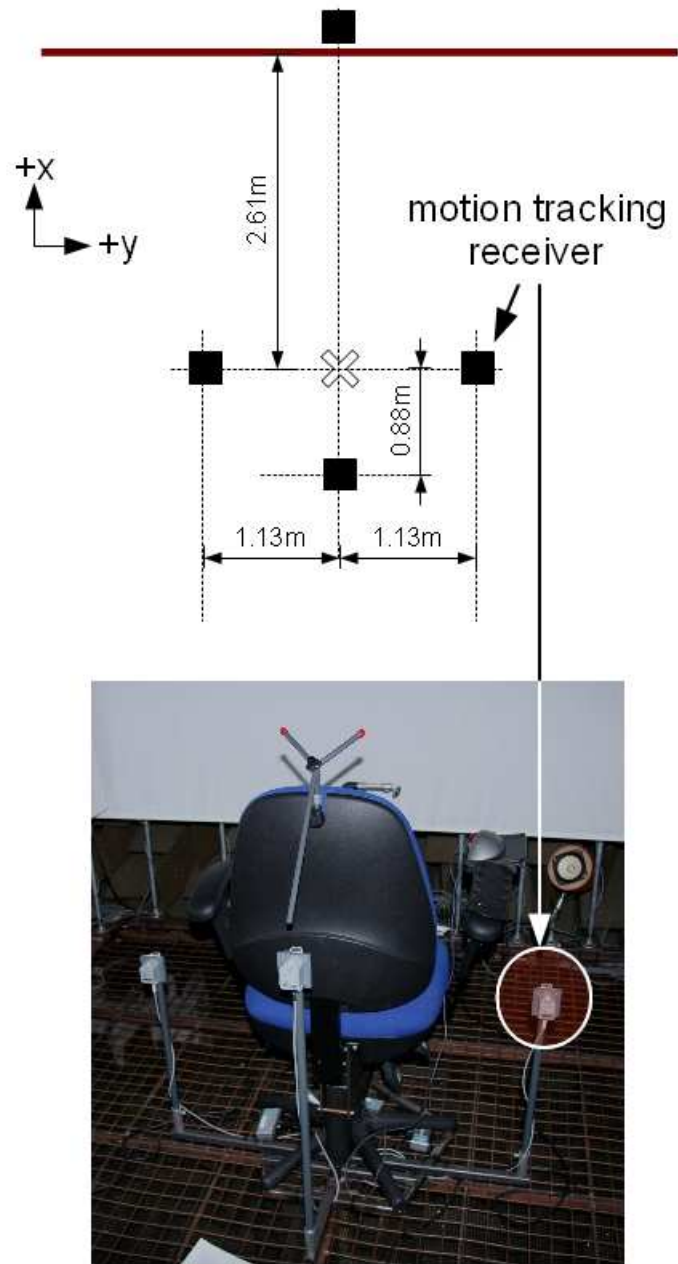 +x
+y
2.61m
motion tracking
receiver
0.88m
1.13m
1.13m